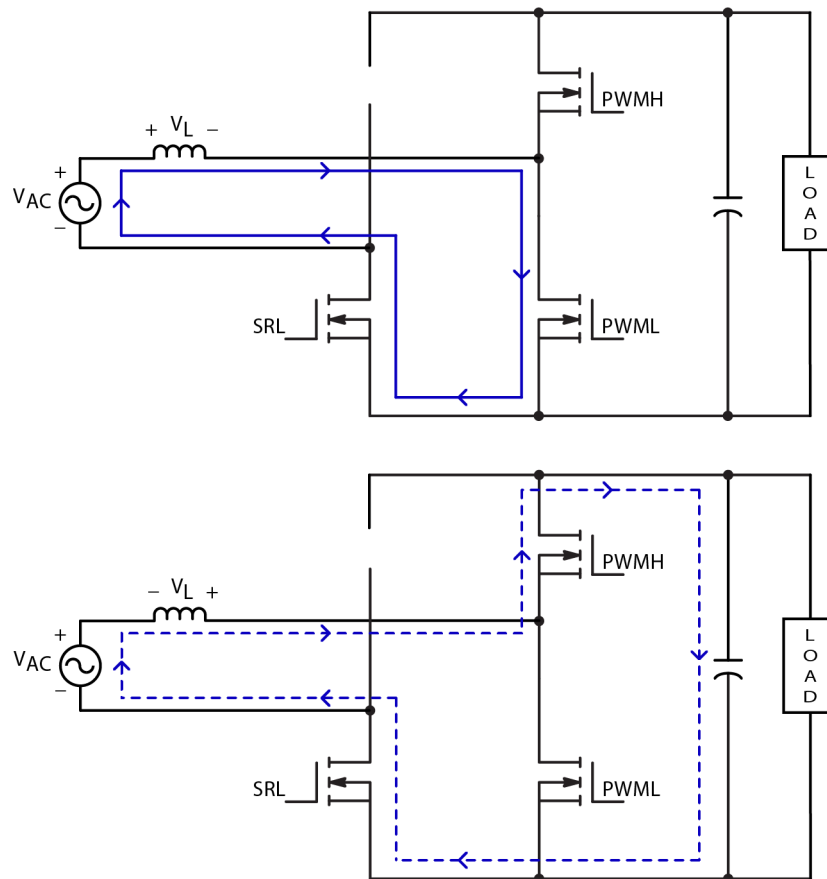 PWMH
+ VL −
+
VAC
−
LOAD
SRL
PWML
PWMH
− VL +
+
VAC
−
LOAD
SRL
PWML